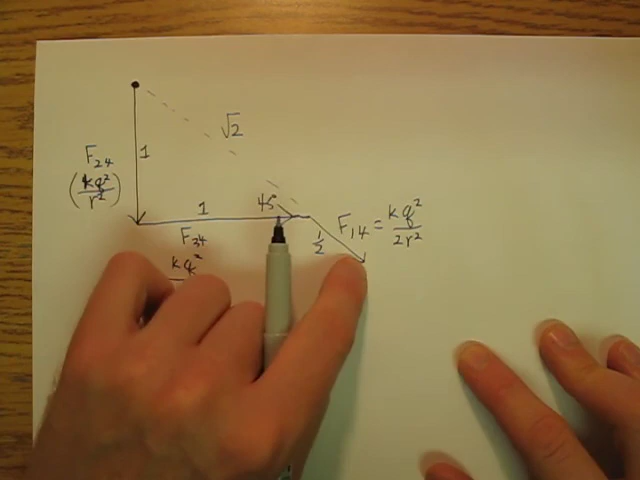 √2
F24 1
(kq²/r²)
1 45°
F14 = kq²/2r²
F34 1/2
kq²